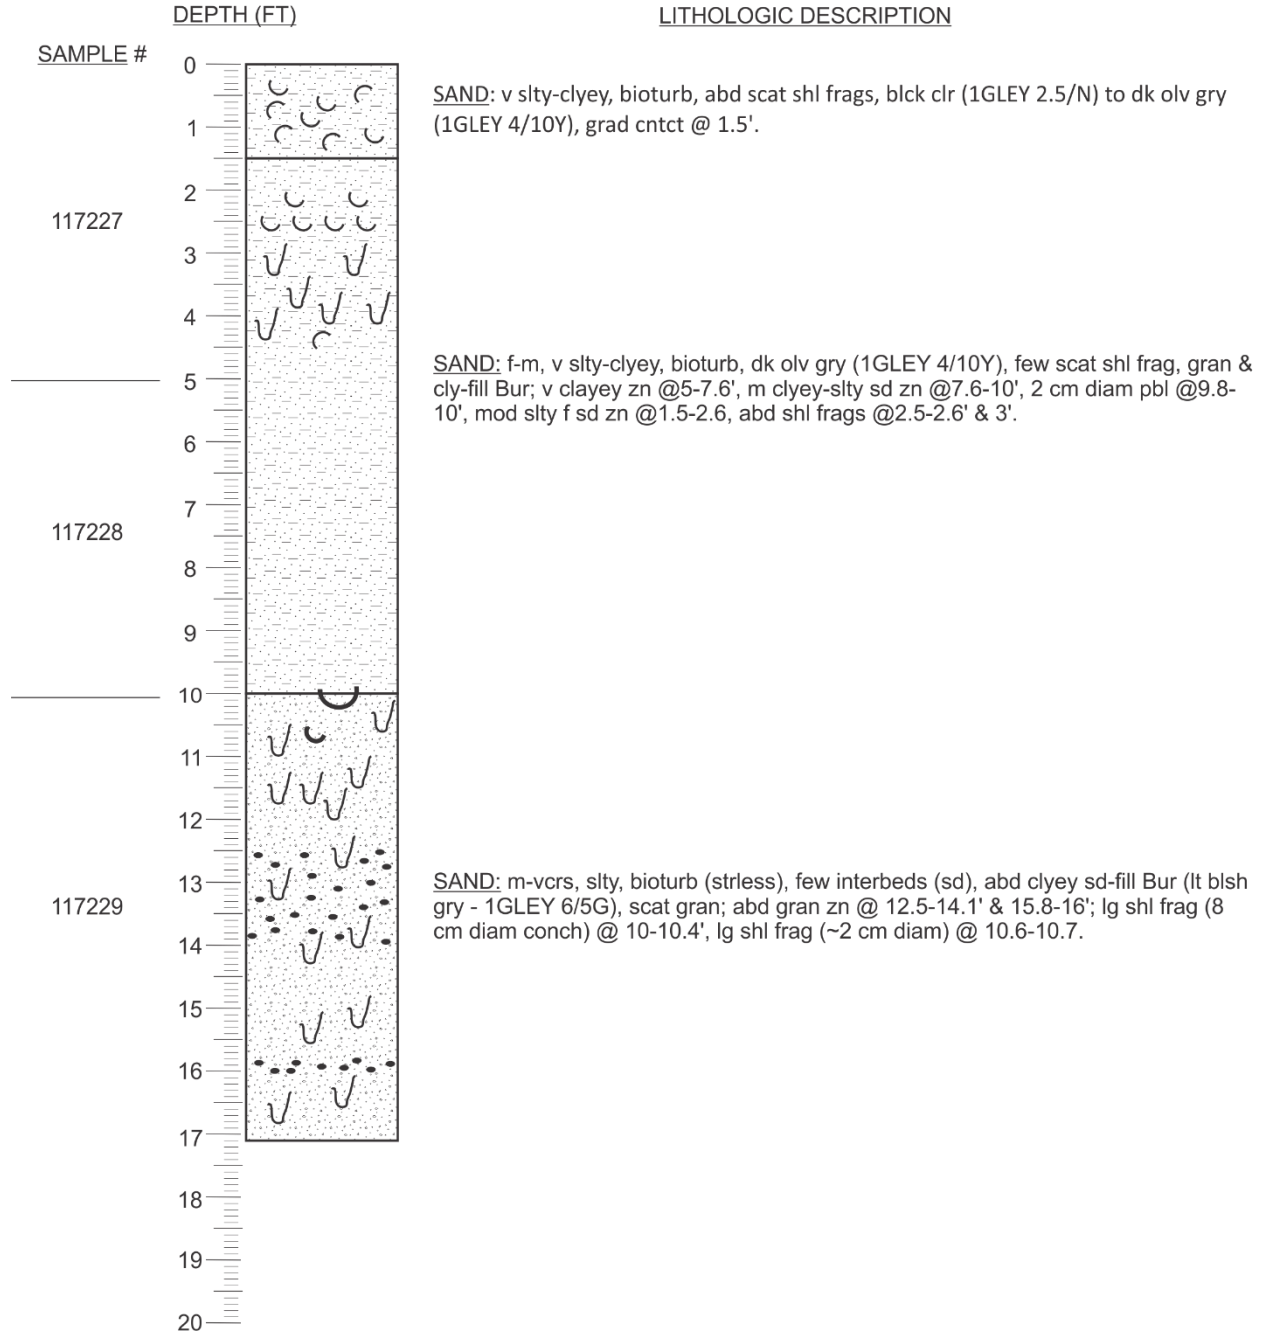 DEPTH (FT)
LITHOLOGIC DESCRIPTION
SAMPLE #
0
SAND: v slty-clyey, bioturb, abd scat shl frags, blck clr (1GLEY 2.5/N) to dk olv gry
(1GLEY 4/10Y), grad cntct @ 1.5'.
1
2
117227
3
4
SAND: f-m, v slty-clyey, bioturb, dk olv gry (1GLEY 4/10Y), few scat shl frag, gran &
cly-fill Bur; v clayey zn @5-7.6', m clyey-slty sd zn @7.6-10', 2 cm diam pbl @9.8-
10', mod slty f sd zn @1.5-2.6, abd shl frags @2.5-2.6' & 3'.
5
6
7
117228
8
9
10
11
12
13
SAND: m-vcrs, slty, bioturb (strless), few interbeds (sd), abd clyey sd-fill Bur (lt blsh
gry - 1GLEY 6/5G), scat gran; abd gran zn @ 12.5-14.1' & 15.8-16'; lg shl frag (8
cm diam conch) @ 10-10.4', lg shl frag (~2 cm diam) @ 10.6-10.7.
117229
14
15
16
17
18
19
20